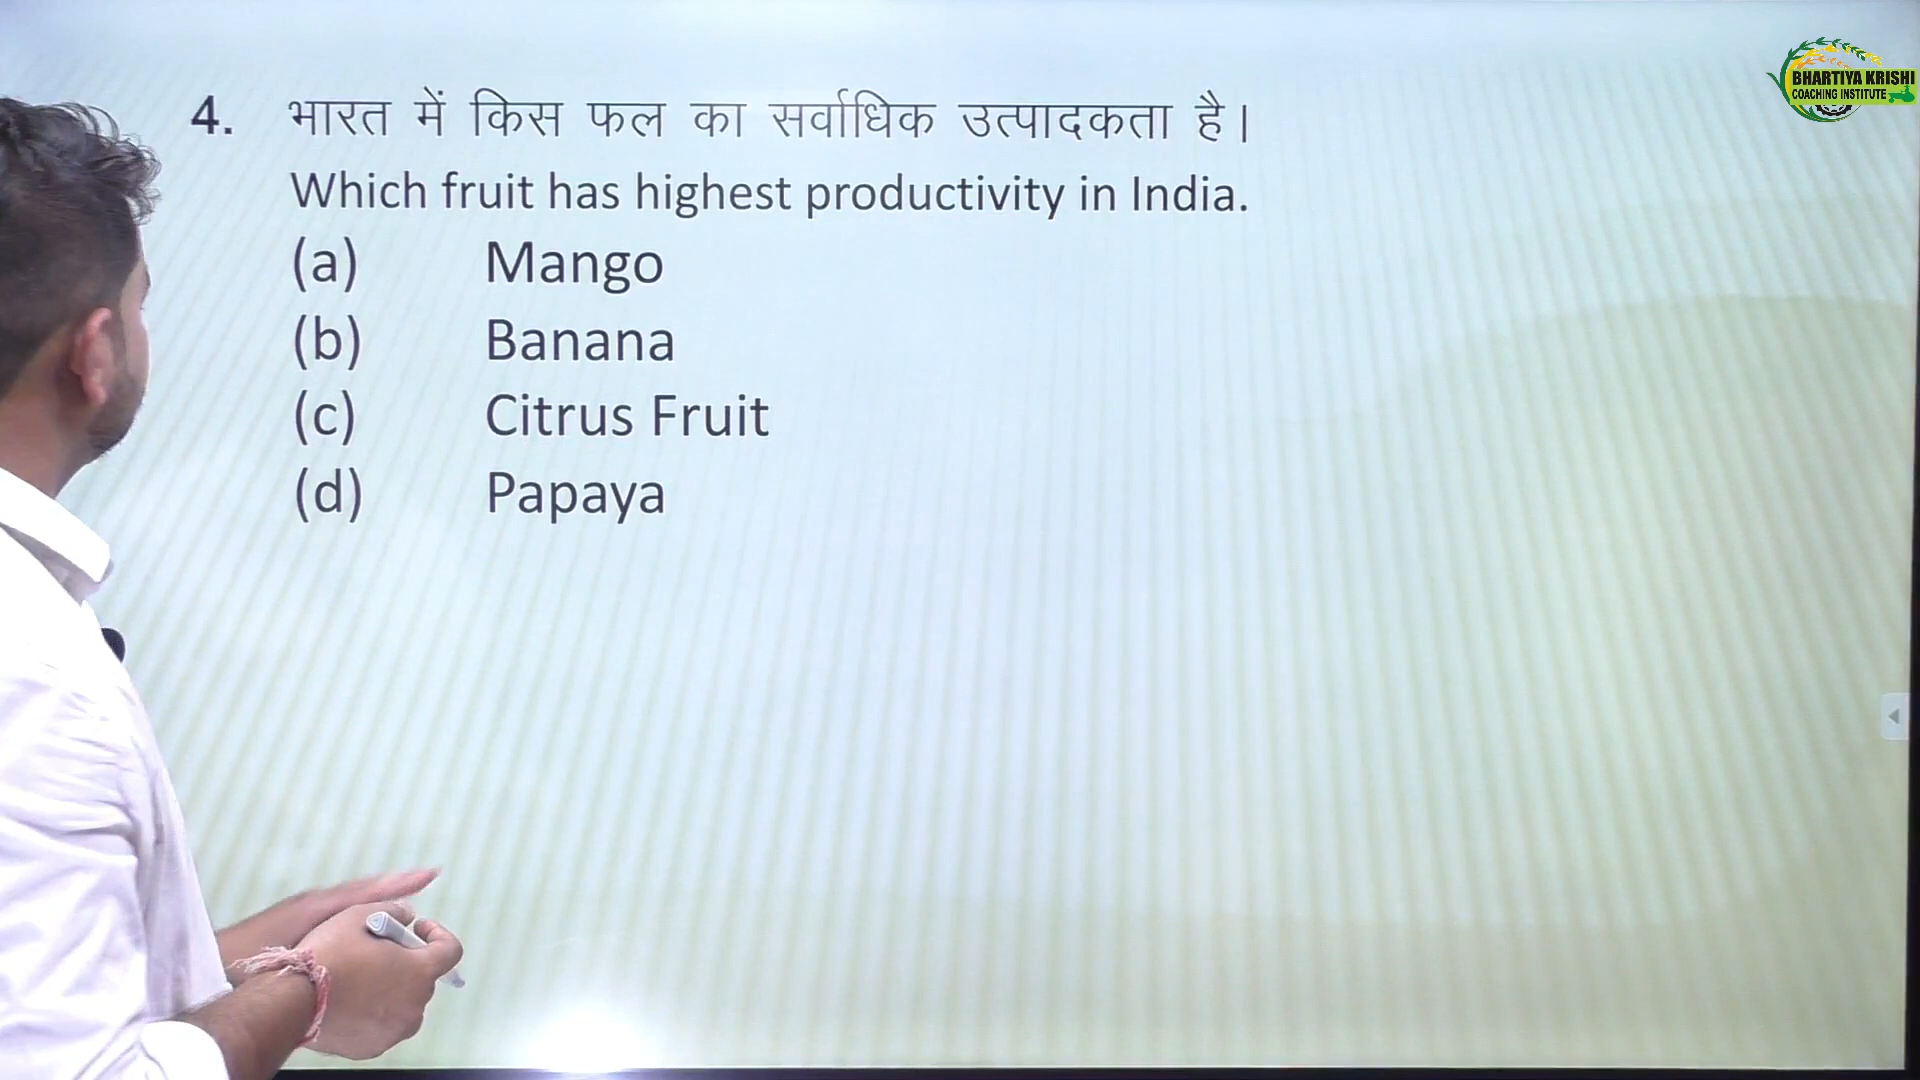 BHARTIYA KRISHI
COACHING INSTITUTE
4. भारत में किस फल का सर्वाधिक उत्पादकता है।
Which fruit has highest productivity in India.
(a) Mango
(b) Banana
(c) Citrus Fruit
(d) Papaya